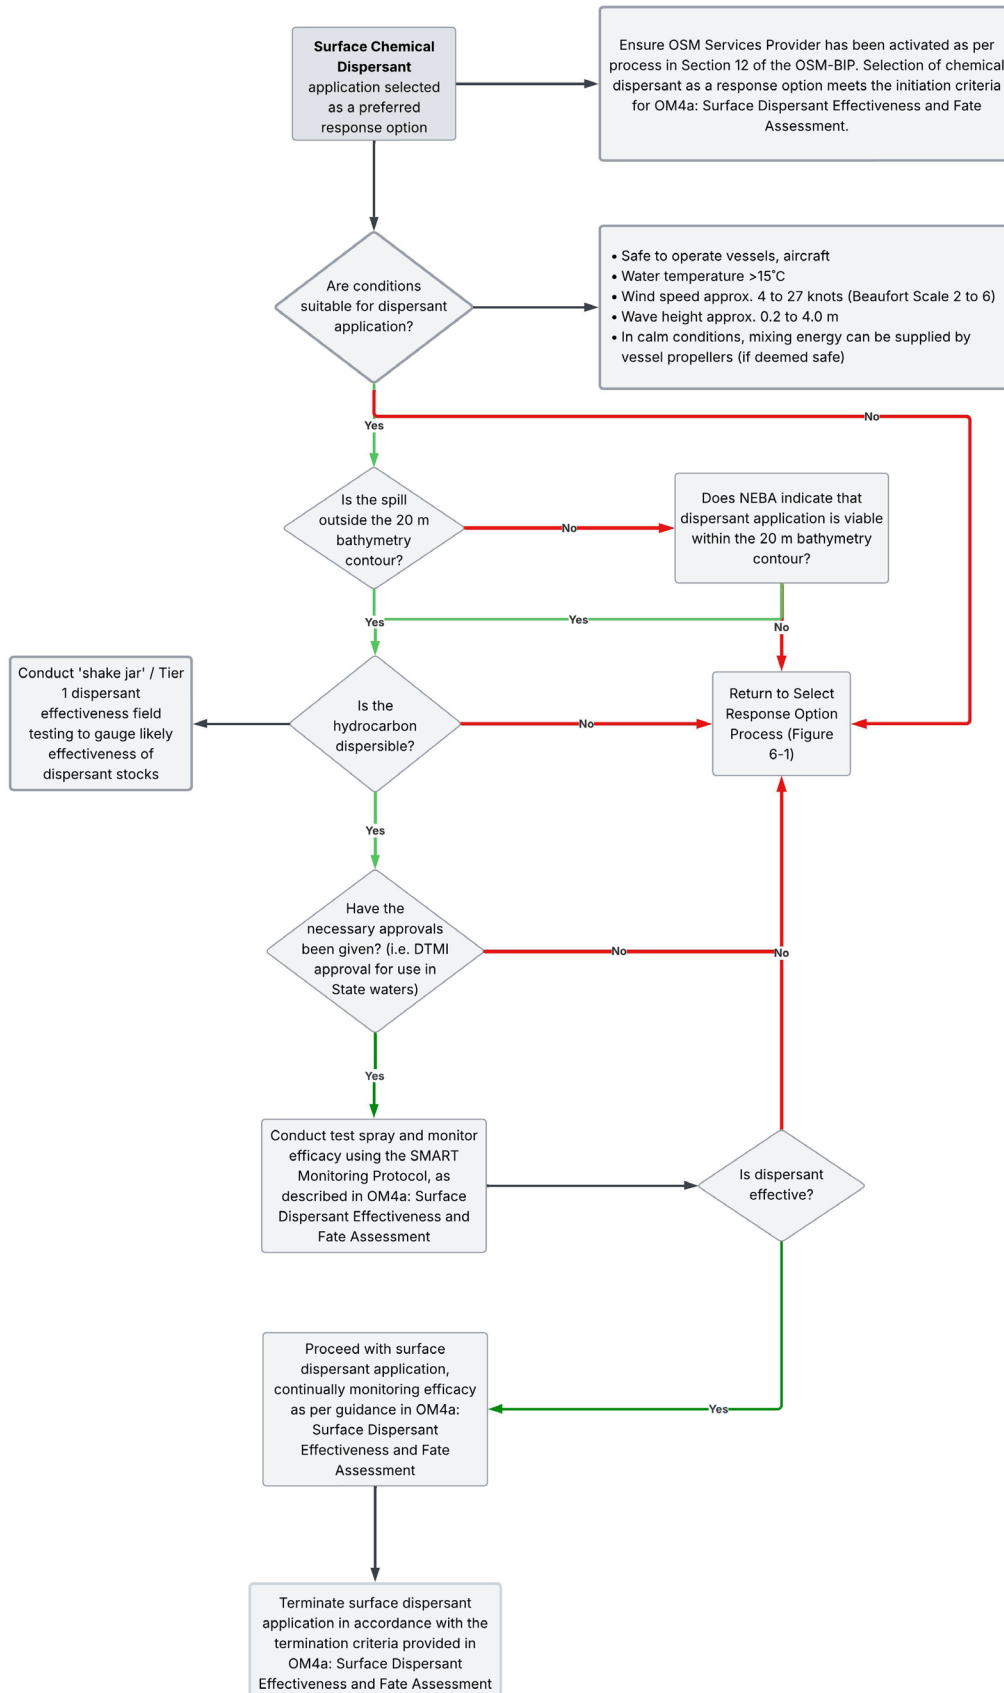 Surface Chemical
Dispersant
application selected
as a preferred
response option
Ensure OSM Services Provider has been activated as per
process in Section 12 of the OSM-BIP. Selection of chemical
dispersant as a response option meets the initiation criteria
for OM4a: Surface Dispersant Effectiveness and Fate
Assessment.
Are conditions
suitable for dispersant
application?
• Safe to operate vessels, aircraft
• Water temperature >15˚C
• Wind speed approx. 4 to 27 knots (Beaufort Scale 2 to 6)
• Wave height approx. 0.2 to 4.0 m
• In calm conditions, mixing energy can be supplied by
vessel propellers (if deemed safe)
No
Yes
Is the spill
outside the 20 m
bathymetry
contour?
No
Does NEBA indicate that
dispersant application is viable
within the 20 m bathymetry
contour?
Yes
Yes
No
Conduct 'shake jar' / Tier
1 dispersant
effectiveness field
testing to gauge likely
effectiveness of
dispersant stocks
Is the
hydrocarbon
dispersible?
No
Return to Select
Response Option
Process (Figure
6-1)
Yes
Have the
necessary approvals
been given? (i.e. DTMI
approval for use in
State waters)
No
No
Yes
Conduct test spray and monitor
efficacy using the SMART
Monitoring Protocol, as
described in OM4a: Surface
Dispersant Effectiveness and
Fate Assessment
Is dispersant
effective?
Proceed with surface
dispersant application,
continually monitoring efficacy
as per guidance in OM4a:
Surface Dispersant
Effectiveness and Fate
Assessment
Yes
Terminate surface dispersant
application in accordance with the
termination criteria provided in
OM4a: Surface Dispersant
Effectiveness and Fate Assessment